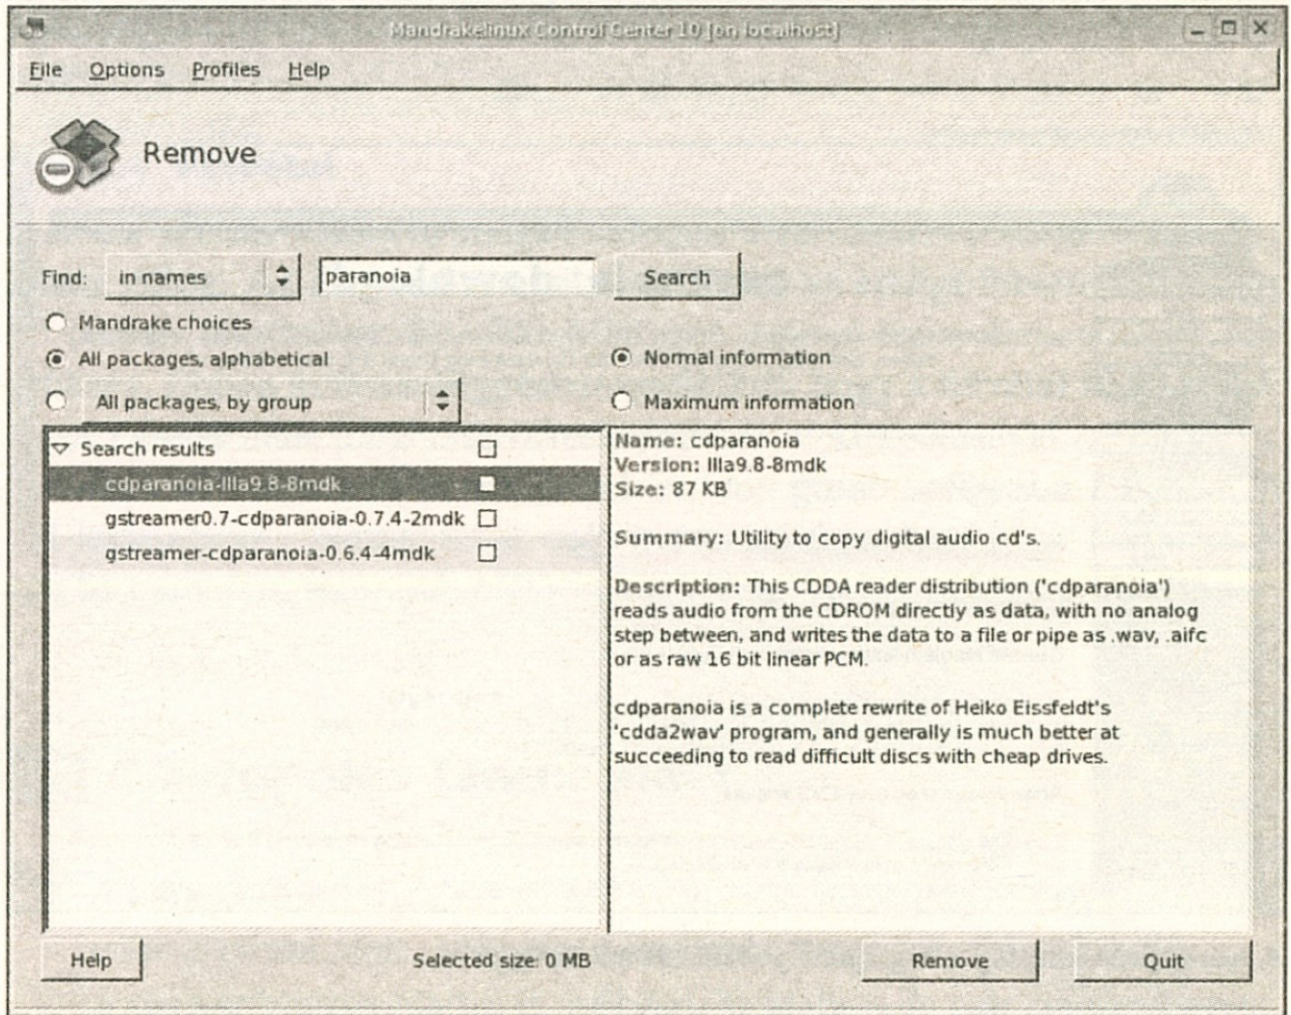 Mandrakelinux Control Center 10 [on localhost]
File Options Profiles Help
Remove
Find: in names paranoia Search
Mandrake choices
All packages, alphabetical
Normal information
All packages, by group
Maximum information
Search results
cdparanoia-IIIa9.8-8mdk
gstreamer0.7-cdparanoia-0.7.4-2mdk
gstreamer-cdparanoia-0.6.4-4mdk
Name: cdparanoia
Version: IIIa9.8-8mdk
Size: 87 KB
Summary: Utility to copy digital audio cd's.
Description: This CDDA reader distribution ('cdparanoia')
reads audio from the CDROM directly as data, with no analog
step between, and writes the data to a file or pipe as .wav, .aifc
or as raw 16 bit linear PCM.
cdparanoia is a complete rewrite of Heiko Eissfeldt's
'cdda2wav' program, and generally is much better at
succeeding to read difficult discs with cheap drives.
Help Selected size: 0 MB Remove Quit